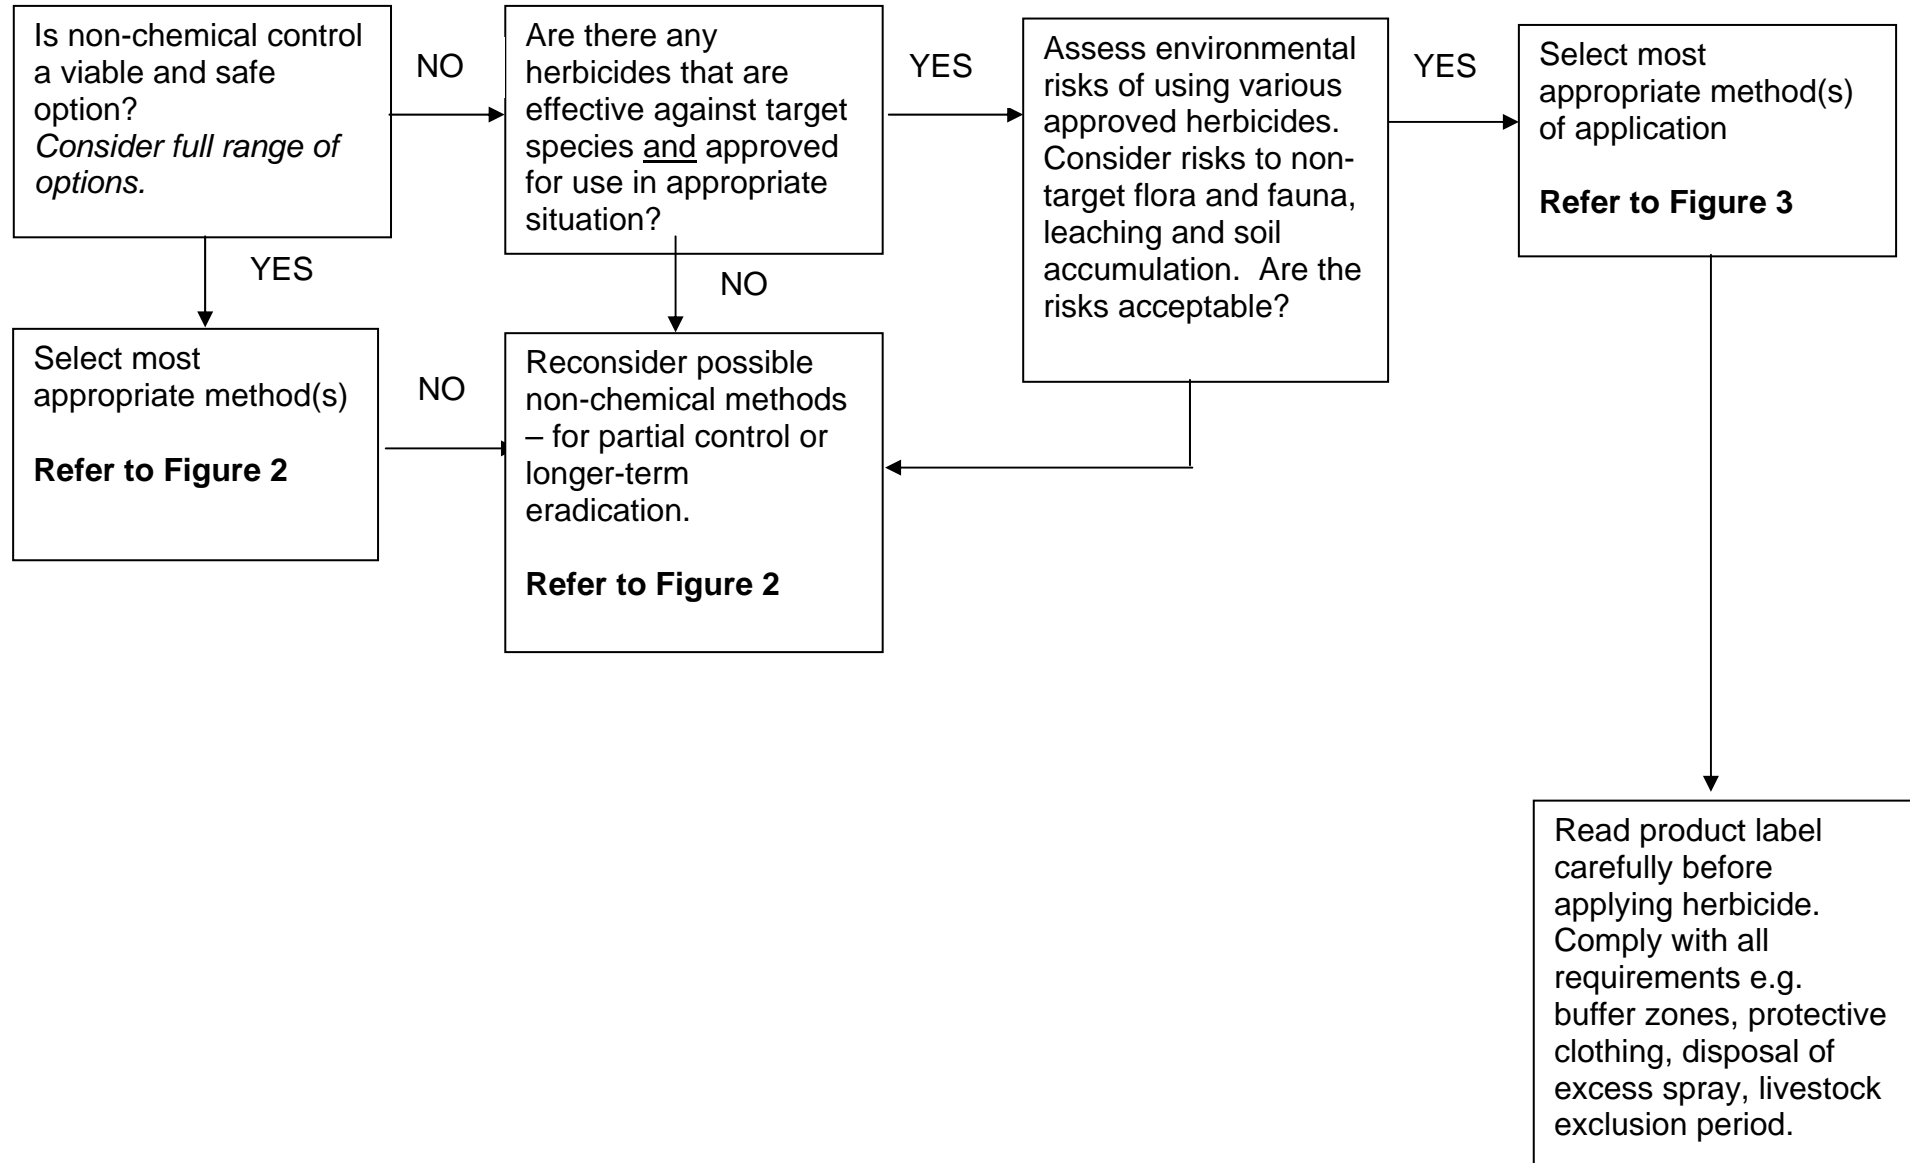 Is non-chemical control
a viable and safe
option?
Consider full range of
options.
NO
Are there any
herbicides that are
effective against target
species and approved
for use in appropriate
situation?
YES
Assess environmental
risks of using various
approved herbicides.
Consider risks to non-
target flora and fauna,
leaching and soil
accumulation.  Are the
risks acceptable?
YES
Select most
appropriate method(s)
of application
Refer to Figure 3
YES
NO
Select most
appropriate method(s)
Refer to Figure 2
NO
Reconsider possible
non-chemical methods
– for partial control or
longer-term
eradication.
Refer to Figure 2
Read product label
carefully before
applying herbicide.
Comply with all
requirements e.g.
buffer zones, protective
clothing, disposal of
excess spray, livestock
exclusion period.